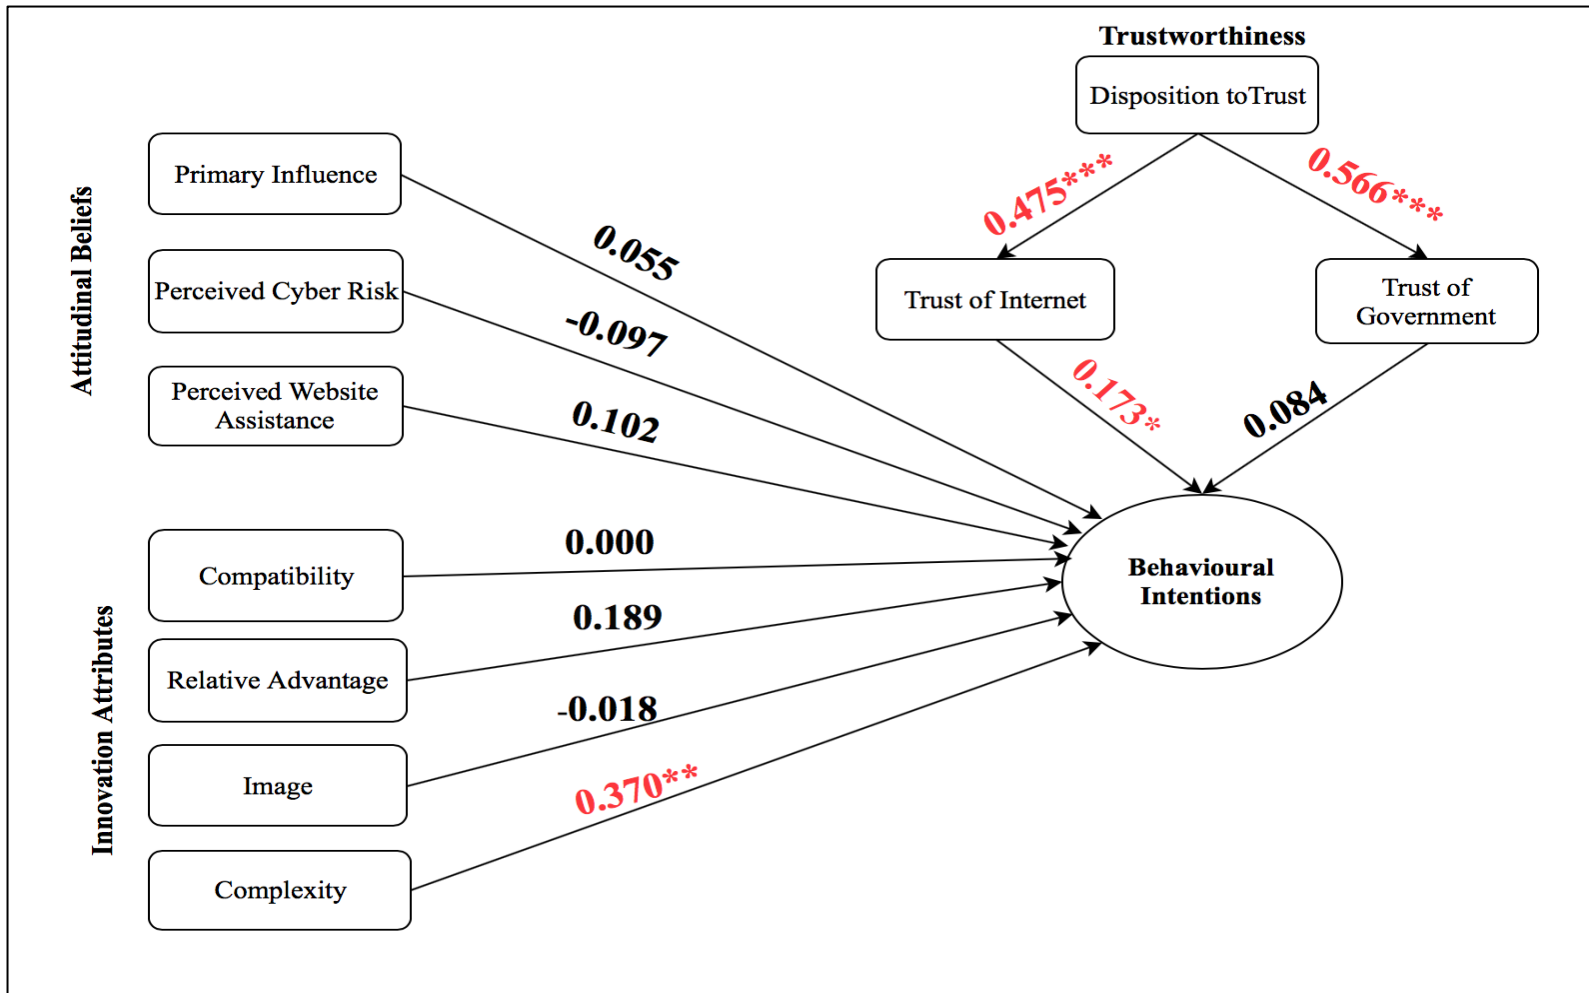 Trustworthiness
Disposition toTrust
0.475***
0.566***
Trust of Internet
Trust of
Government
0.173*
0.084
Attitudinal Beliefs
Primary Influence
0.055
Perceived Cyber Risk
-0.097
Perceived Website
Assistance
0.102
Innovation Attributes
Compatibility
0.000
Relative Advantage
0.189
Image
-0.018
Complexity
0.370**
Behavioural
Intentions